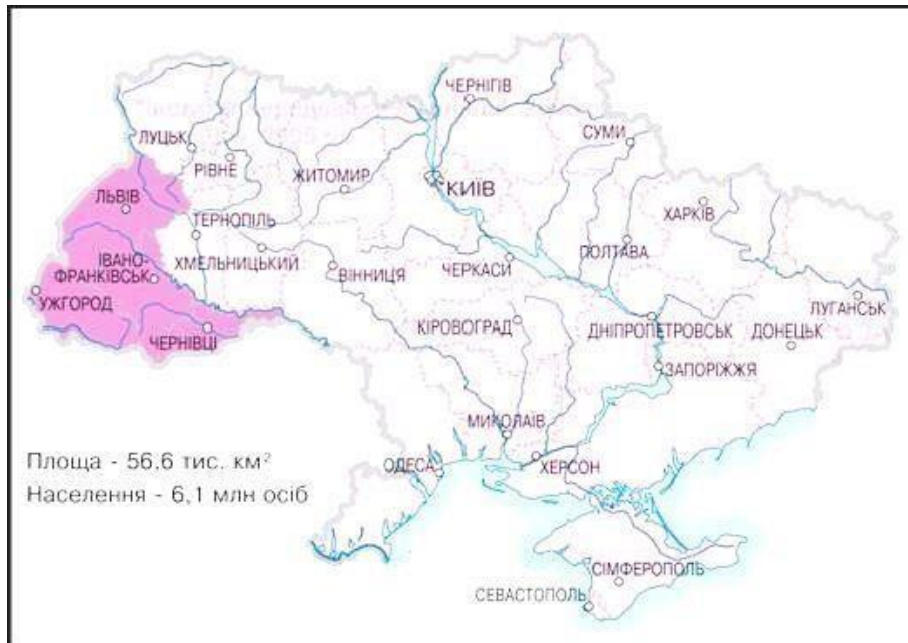 ЧЕРНІГІВ
СУМИ
ЛУЦЬК
РІВНЕ
ЖИТОМИР
КИЇВ
ЛЬВІВ
ХАРКІВ
ТЕРНОПІЛЬ
ПОЛТАВА
ІВАНО-
ФРАНКІВСЬК
ХМЕЛЬНИЦЬКИЙ
ВІННИЦЯ
ЧЕРКАСИ
УЖГОРОД
ЛУГАНСЬК
ЧЕРНІВЦІ
КІРОВОГРАД
ДНІПРОПЕТРОВСЬК
ДОНЕЦЬК
ЗАПОРІЖЖЯ
МИКОЛАЇВ
Площа - 56.6 тис. км²
ОДЕСА
ХЕРСОН
Населення - 6,1 млн осіб
СІМФЕРОПОЛЬ
СЕВАСТОПОЛЬ